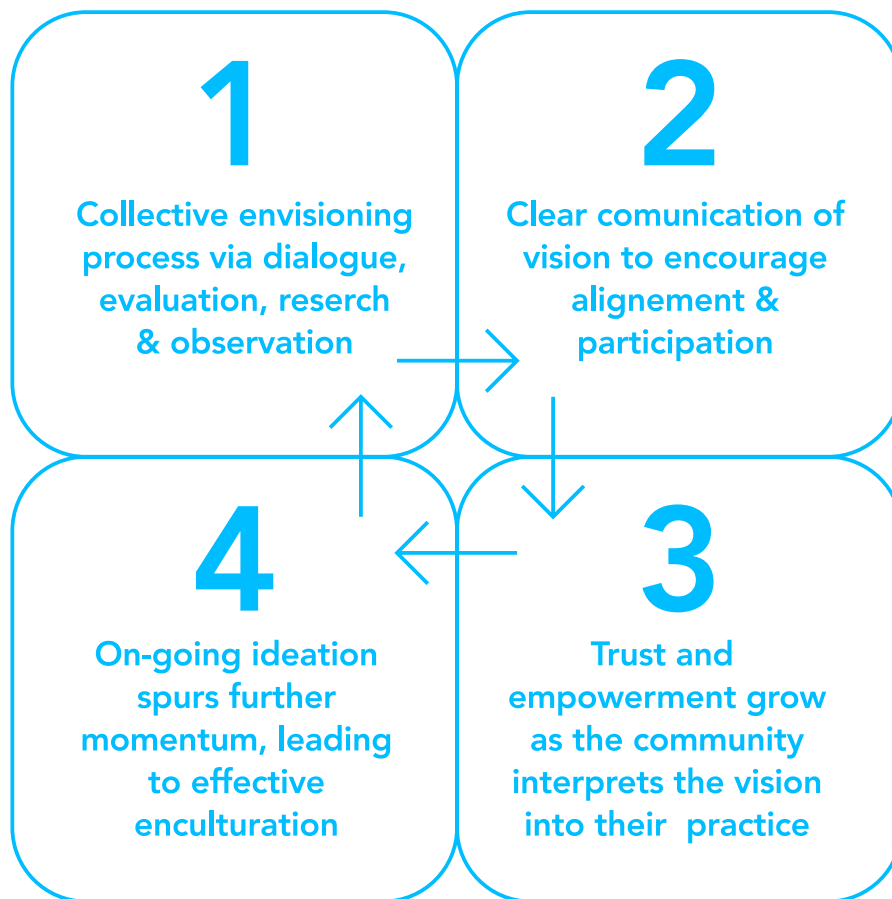 1
Collective envisioning
process via dialogue,
evaluation, reserch
& observation
2
Clear comunication of
vision to encourage
alignement &
participation
3
Trust and
empowerment grow
as the community
interprets the vision
into their  practice
4
On-going ideation
spurs further
momentum, leading
to effective
enculturation